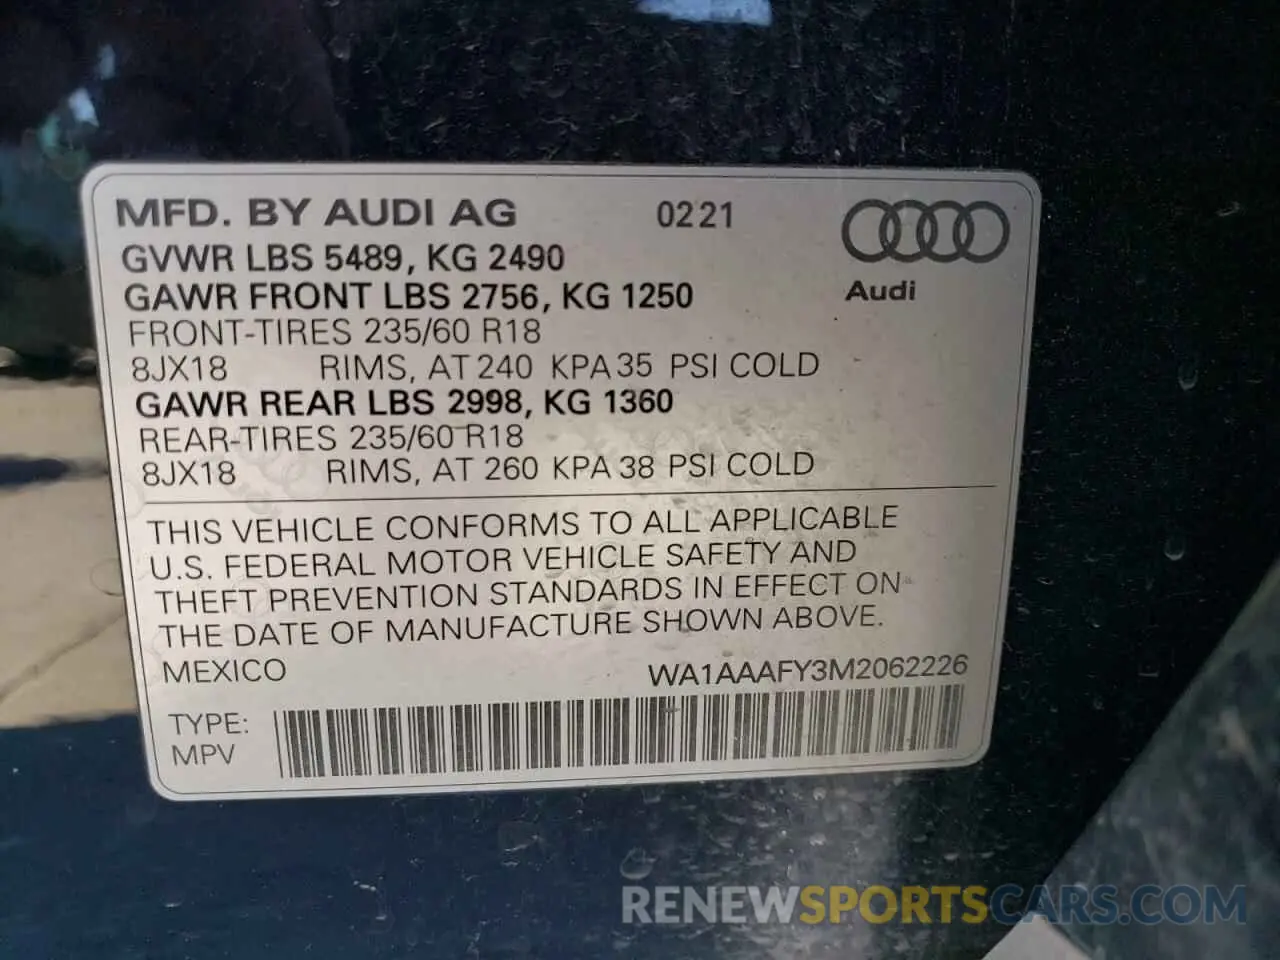 MFD. BY AUDI AG 0221
GVWR LBS 5489, KG 2490
GAWR FRONT LBS 2756, KG 1250
Audi
FRONT-TIRES 235/60 R18
8JX18 RIMS, AT 240 KPA 35 PSI COLD
GAWR REAR LBS 2998, KG 1360
REAR-TIRES 235/60 R18
8JX18 RIMS, AT 260 KPA 38 PSI COLD
THIS VEHICLE CONFORMS TO ALL APPLICABLE
U.S. FEDERAL MOTOR VEHICLE SAFETY AND
THEFT PREVENTION STANDARDS IN EFFECT ON
THE DATE OF MANUFACTURE SHOWN ABOVE.
MEXICO WA1AAAFY3M2062226
TYPE:
MPV
RENEWSPORTSCARS.COM